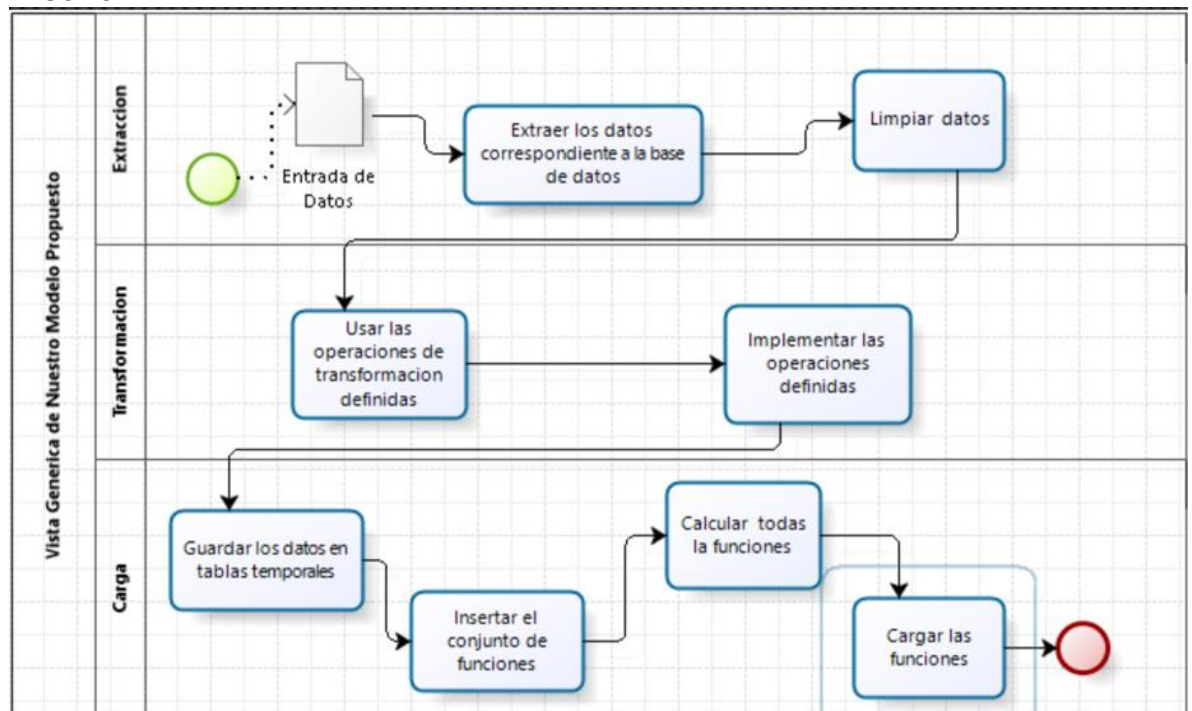 Vista Generica de Nuestro Modelo Propuesto
Extraccion
Entrada de
Datos
Extraer los datos
correspondiente a la base
de datos
Limpiar datos
Transformacion
Usar las
operaciones de
transformacion
definidas
Implementar las
operaciones
definidas
Carga
Guardar los datos en
tablas temporales
Insertar el
conjunto de
funciones
Calcular todas
la funciones
Cargar las
funciones